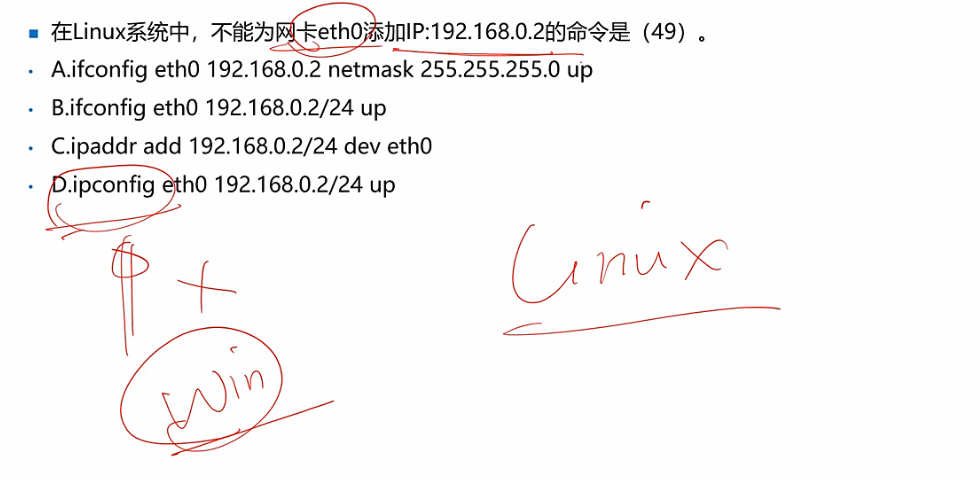 在Linux系统中，不能为网卡eth0添加IP:192.168.0.2的命令是（49）。
A.ifconfig eth0 192.168.0.2 netmask 255.255.255.0 up
B.ifconfig eth0 192.168.0.2/24 up
C.ipaddr add 192.168.0.2/24 dev eth0
D.ipconfig eth0 192.168.0.2/24 up
Linux
Win